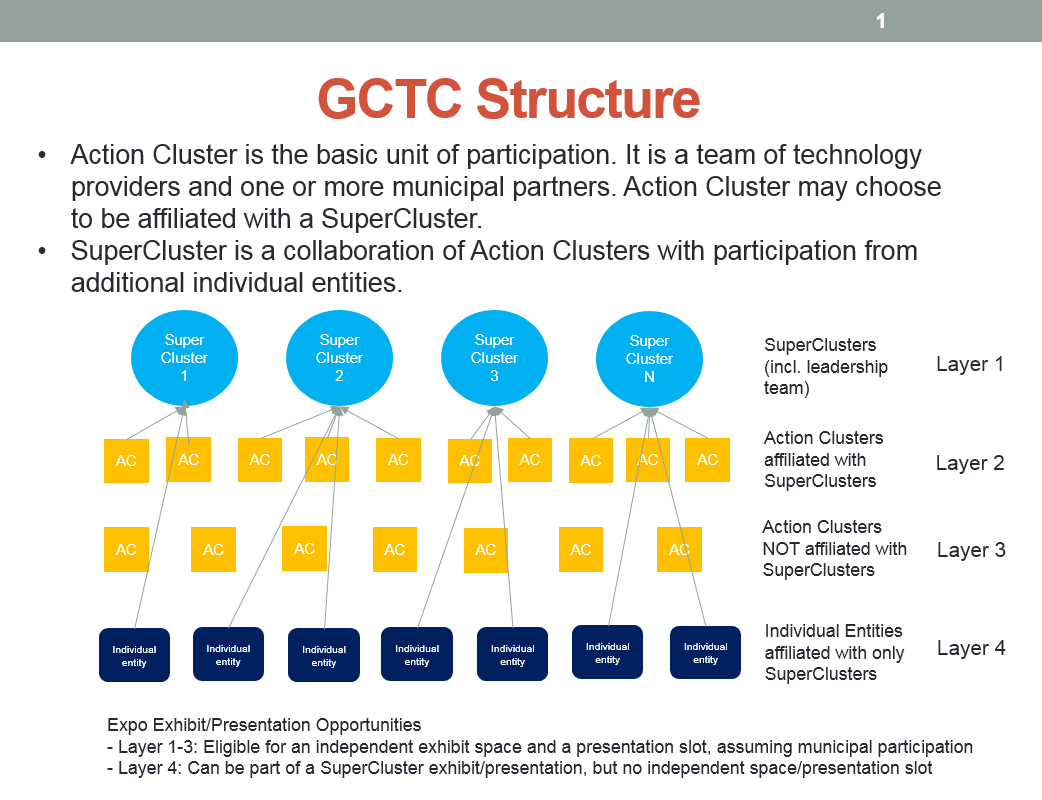 1
GCTC Structure
• Action Cluster is the basic unit of participation. It is a team of technology
providers and one or more municipal partners. Action Cluster may choose
to be affiliated with a SuperCluster.
• SuperCluster is a collaboration of Action Clusters with participation from
additional individual entities.
Super
Cluster
1
Super
Cluster
2
Super
Cluster
3
Super
Cluster
N
SuperClusters
(incl. leadership
team)
Layer 1
AC
AC
AC
AC
AC
AC
AC
AC
AC
AC
Action Clusters
affiliated with
SuperClusters
Layer 2
AC
AC
AC
AC
AC
AC
AC
Action Clusters
NOT affiliated with
SuperClusters
Layer 3
Individual
entity
Individual
entity
Individual
entity
Individual
entity
Individual
entity
Individual
entity
Individual
entity
Individual Entities
affiliated with only
SuperClusters
Layer 4
Expo Exhibit/Presentation Opportunities
- Layer 1-3: Eligible for an independent exhibit space and a presentation slot, assuming municipal participation
- Layer 4: Can be part of a SuperCluster exhibit/presentation, but no independent space/presentation slot